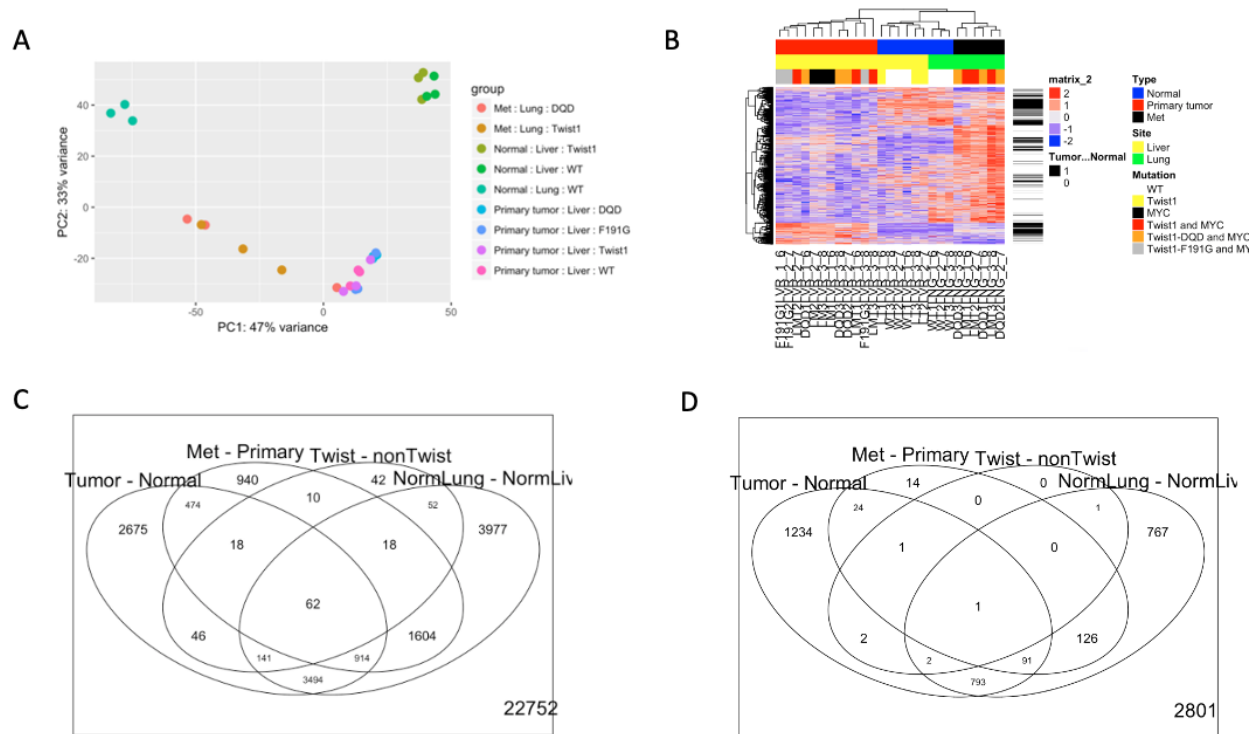 A
group
Met : Lung : DQD
Met : Lung : Twist1
Normal : Liver : Twist1
Normal : Liver : WT
Normal : Lung : WT
Primary tumor : Liver : DQD
Primary tumor : Liver : F191G
Primary tumor : Liver : Twist1
Primary tumor : Liver : WT
PC2: 33% variance
40
20
0
-20
-50
0
50
PC1: 47% variance
B
matrix_2
2
1
0
-1
-2
Tumor...Normal
1
0
Type
Normal
Primary tumor
Met
Site
Liver
Lung
Mutation
WT
Twist1
MYC
Twist1 and MYC
Twist1-DQD and MYC
Twist1-F191G and MY
C
Tumor - Normal
Met - Primary
Twist - nonTwist
NormLung - NormLiv
940
10
42
474
52
2675
18
18
3977
62
46
1604
141
914
3494
22752
D
Tumor - Normal
Met - Primary
Twist - nonTwist
NormLung - NormLiv
14
0
0
24
1
1234
1
0
767
1
2
126
2
91
793
2801